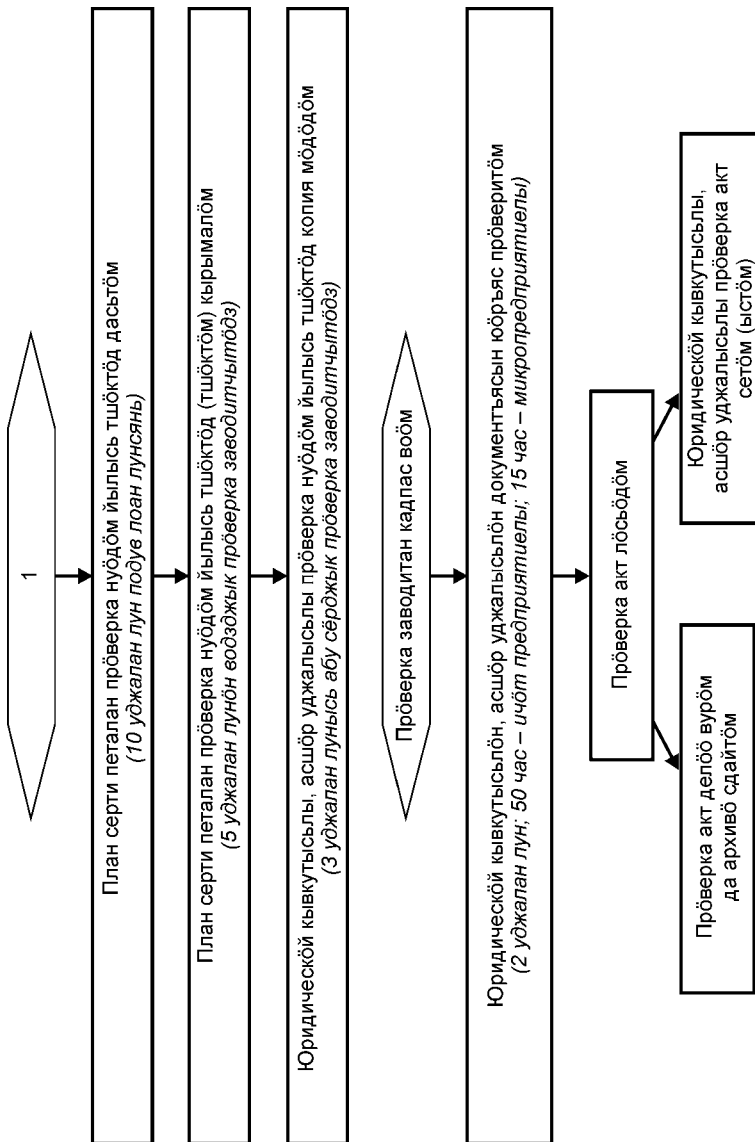 1
План серти петалан прӧверка нуӧдӧм йылысь тшӧктӧд дасьтӧм
(10 уджалан лун подув лоан лунсянь)
План серти петалан прӧверка нуӧдӧм йылысь тшӧктӧд (тшӧктӧм) кырымалӧм
(5 уджалан лунӧн водзджык прӧверка заводитчытӧдз)
Юридическӧй кывкутысьлы, асшӧр уджалысьлы прӧверка нуӧдӧм йылысь тшӧктӧд копия мӧдӧдӧм
(3 уджалан лунысь абу сёрджык прӧверка заводитчытӧдз)
Прӧверка заводитан кадпас воӧм
Юридическӧй кывкутысьлӧн, асшӧр уджалысьлӧн документъясын юӧръяс прӧверитӧм
(2 уджалан лун; 50 час – ичӧт предприятиелы; 15 час – микропредприятиелы)
Прӧверка акт лӧсьӧдӧм
Прӧверка акт делӧӧ вурӧм
да архивӧ сдайтӧм
Юридическӧй кывкутысьлы,
асшӧр уджалысьлы прӧверка акт
сетӧм (ыстӧм)